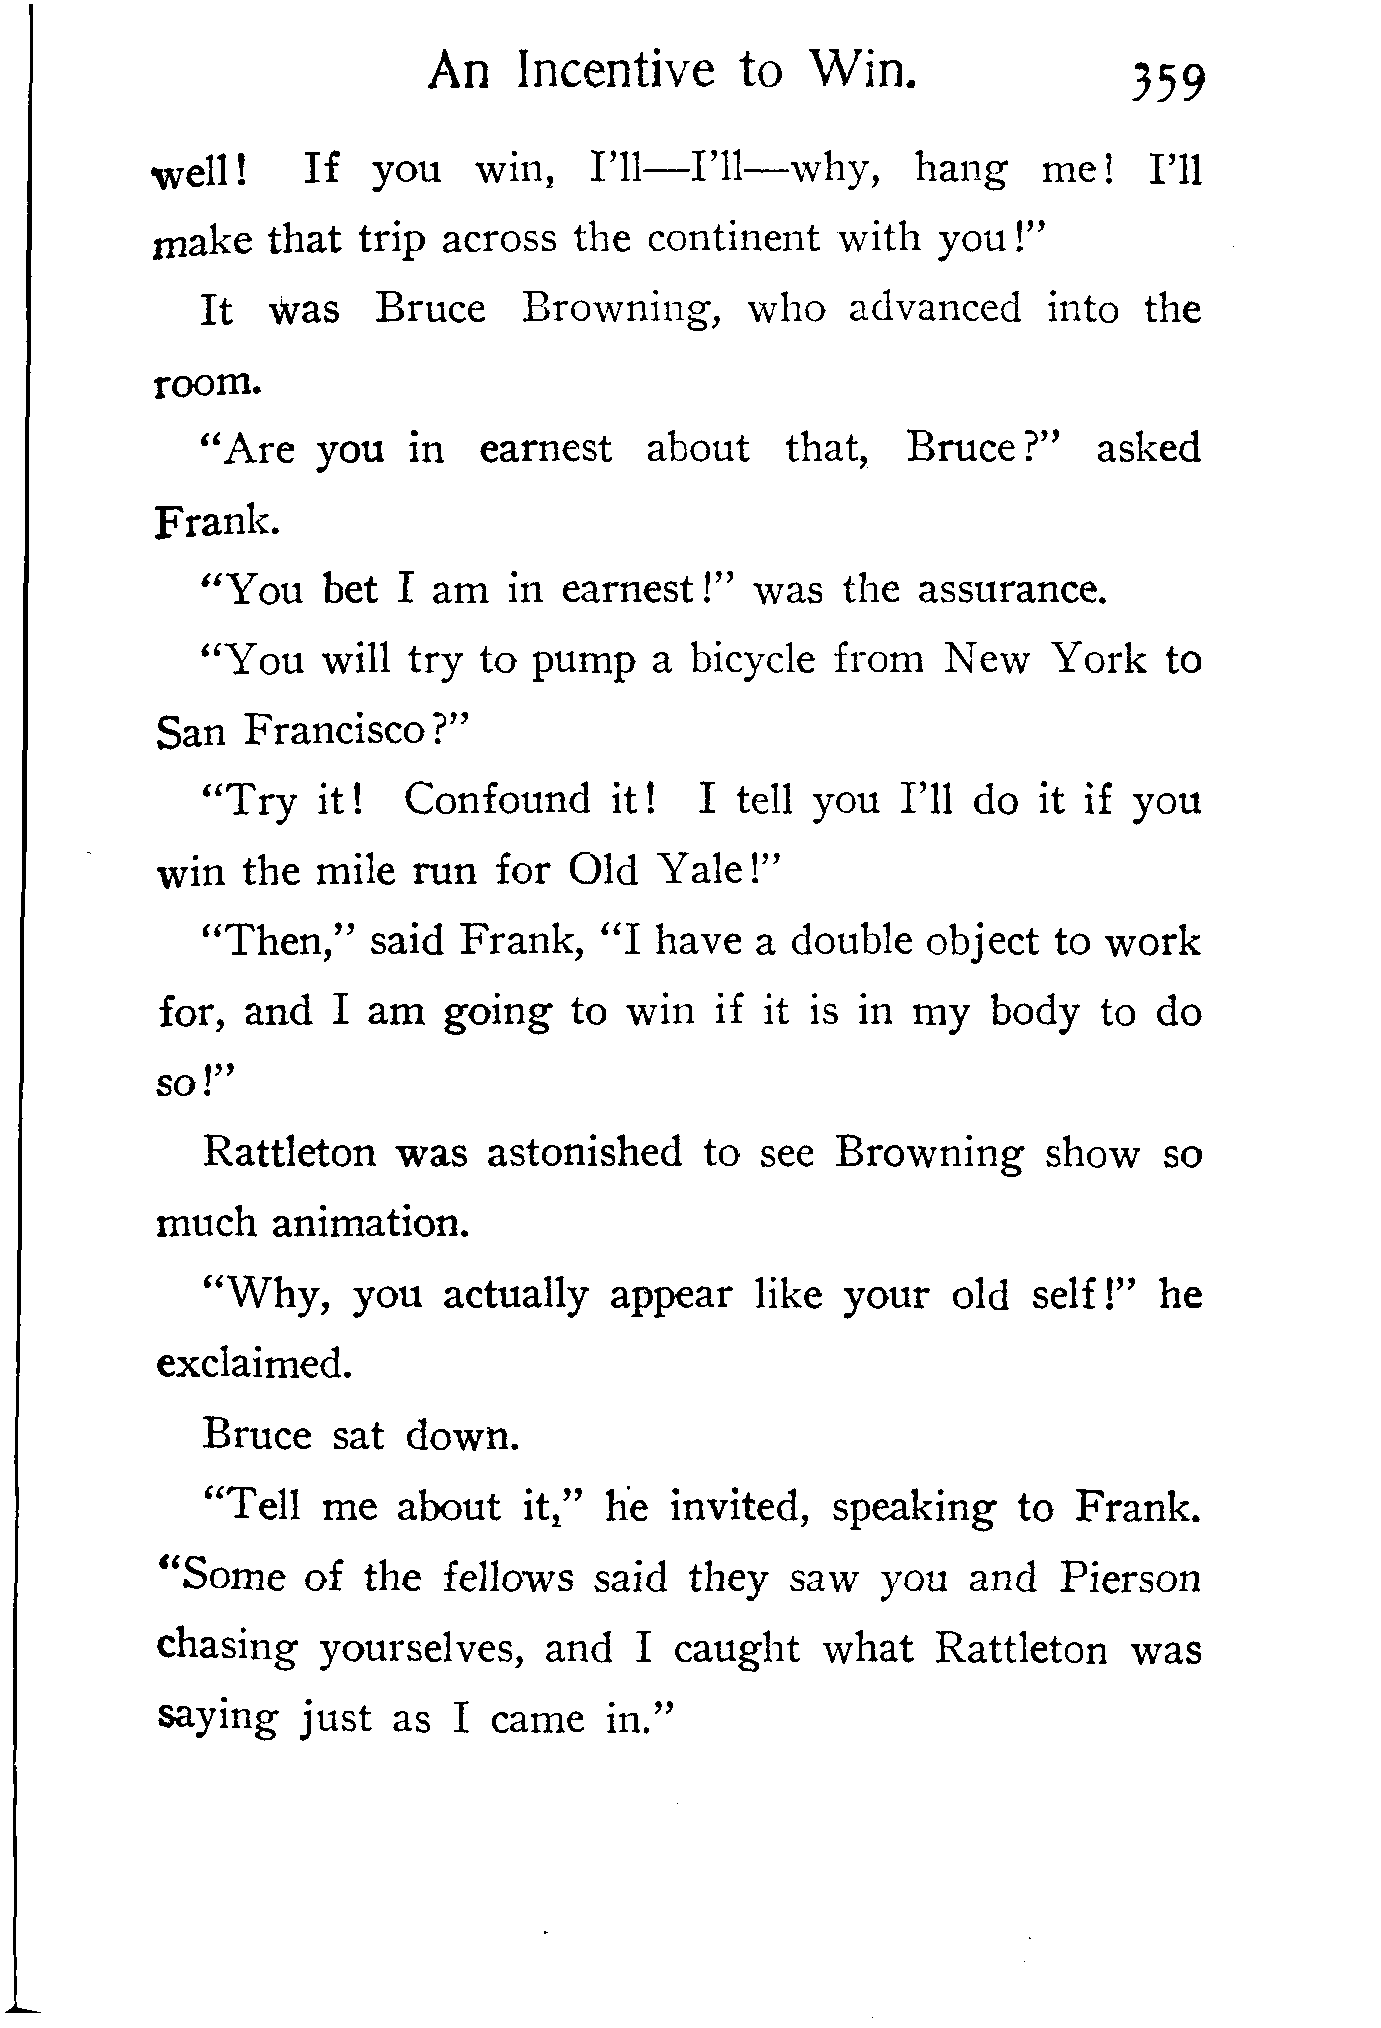 An Incentive to Win. 359
well! If you win, I'll—I'll—why, hang me! I'll
make that trip across the continent with you!"
It was Bruce Browning, who advanced into the
room.
"Are you in earnest about that, Bruce?" asked
Frank.
"You bet I am in earnest!" was the assurance.
"You will try to pump a bicycle from New York to
San Francisco?"
"Try it! Confound it! I tell you I'll do it if you
win the mile run for Old Yale!"
"Then," said Frank, "I have a double object to work
for, and I am going to win if it is in my body to do
so!"
Rattleton was astonished to see Browning show so
much animation.
"Why, you actually appear like your old self!" he
exclaimed.
Bruce sat down.
"Tell me about it," he invited, speaking to Frank.
"Some of the fellows said they saw you and Pierson
chasing yourselves, and I caught what Rattleton was
saying just as I came in."